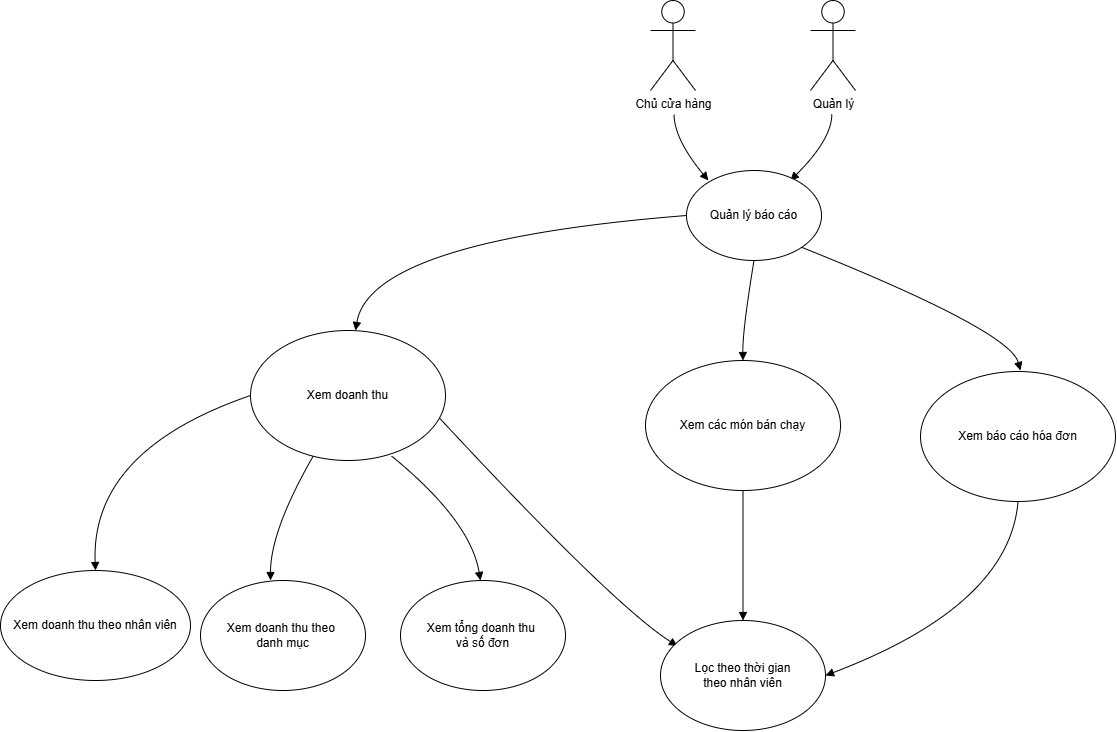 Chủ cửa hàng
Quản lý
Quản lý báo cáo
Xem doanh thu
Xem các món bán chạy
Xem báo cáo hóa đơn
Xem doanh thu theo nhân viên
Xem doanh thu theo
danh mục
Xem tổng doanh thu
và số đơn
Lọc theo thời gian
theo nhân viên